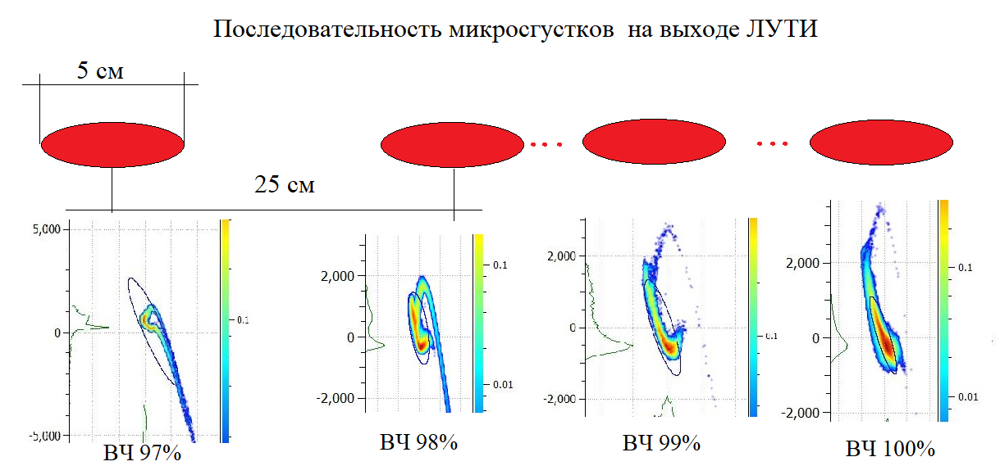 Последовательность микросгустков на выходе ЛУТИ
5 см
25 см
5,000
0
-5,000
0.1
ВЧ 97%
2,000
0
-2,000
0.1
0.01
ВЧ 98%
2,000
0
-2,000
0.1
ВЧ 99%
2,000
0
-2,000
0.1
0.01
ВЧ 100%